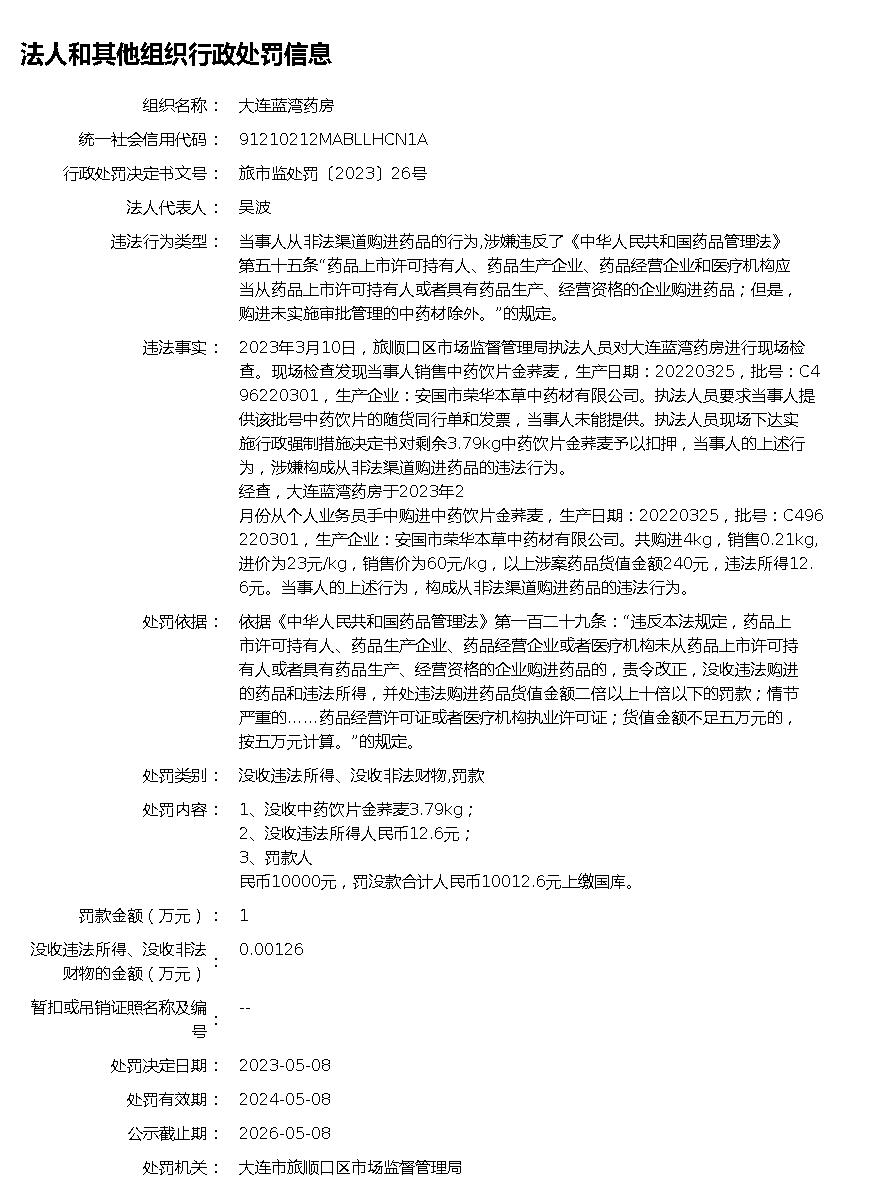 法人和其他组织行政处罚信息
组织名称： 大连蓝湾药房
统一社会信用代码： 91210212MABLLHCN1A
行政处罚决定书文号： 旅市监处罚〔2023〕26号
法人代表人： 吴波
违法行为类型： 当事人从非法渠道购进药品的行为,涉嫌违反了《中华人民共和国药品管理法》
第五十五条“药品上市许可持有人、药品生产企业、药品经营企业和医疗机构应
当从药品上市许可持有人或者具有药品生产、经营资格的企业购进药品；但是，
购进未实施审批管理的中药材除外。”的规定。
违法事实： 2023年3月10日，旅顺口区市场监督管理局执法人员对大连蓝湾药房进行现场检
查。现场检查发现当事人销售中药饮片金荞麦，生产日期：20220325，批号：C4
96220301，生产企业：安国市荣华本草中药材有限公司。执法人员要求当事人提
供该批号中药饮片的随货同行单和发票，当事人未能提供。执法人员现场下达实
施行政强制措施决定书对剩余3.79kg中药饮片金荞麦予以扣押，当事人的上述行
为，涉嫌构成从非法渠道购进药品的违法行为。
经查，大连蓝湾药房于2023年2
月份从个人业务员手中购进中药饮片金荞麦，生产日期：20220325，批号：C496
220301，生产企业：安国市荣华本草中药材有限公司。共购进4kg，销售0.21kg,
进价为23元/kg，销售价为60元/kg，以上涉案药品货值金额240元，违法所得12.
6元。当事人的上述行为，构成从非法渠道购进药品的违法行为。
处罚依据： 依据《中华人民共和国药品管理法》第一百二十九条：“违反本法规定，药品上
市许可持有人、药品生产企业、药品经营企业或者医疗机构未从药品上市许可持
有人或者具有药品生产、经营资格的企业购进药品的，责令改正，没收违法购进
的药品和违法所得，并处违法购进药品货值金额二倍以上十倍以下的罚款；情节
严重的……药品经营许可证或者医疗机构执业许可证；货值金额不足五万元的，
按五万元计算。”的规定。
处罚类别： 没收违法所得、没收非法财物,罚款
处罚内容： 1、没收中药饮片金荞麦3.79kg；
2、没收违法所得人民币12.6元；
3、罚款人
民币10000元，罚没款合计人民币10012.6元上缴国库。
罚款金额（万元）： 1
没收违法所得、没收非法
财物的金额（万元）： 0.00126
暂扣或吊销证照名称及编
号： --
处罚决定日期： 2023-05-08
处罚有效期： 2024-05-08
公示截止期： 2026-05-08
处罚机关： 大连市旅顺口区市场监督管理局